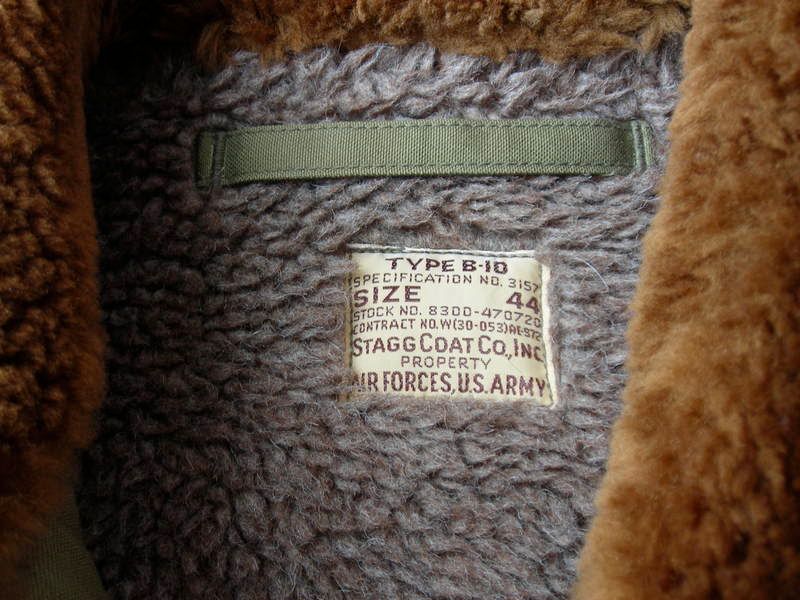 TYPE B-10
SPECIFICATION NO. 3157
SIZE 44
STOCK NO. 8300-470720
CONTRACT NO. W(30-053)AC-972
STAGG COAT CO., INC.
PROPERTY
AIR FORCES, U.S. ARMY